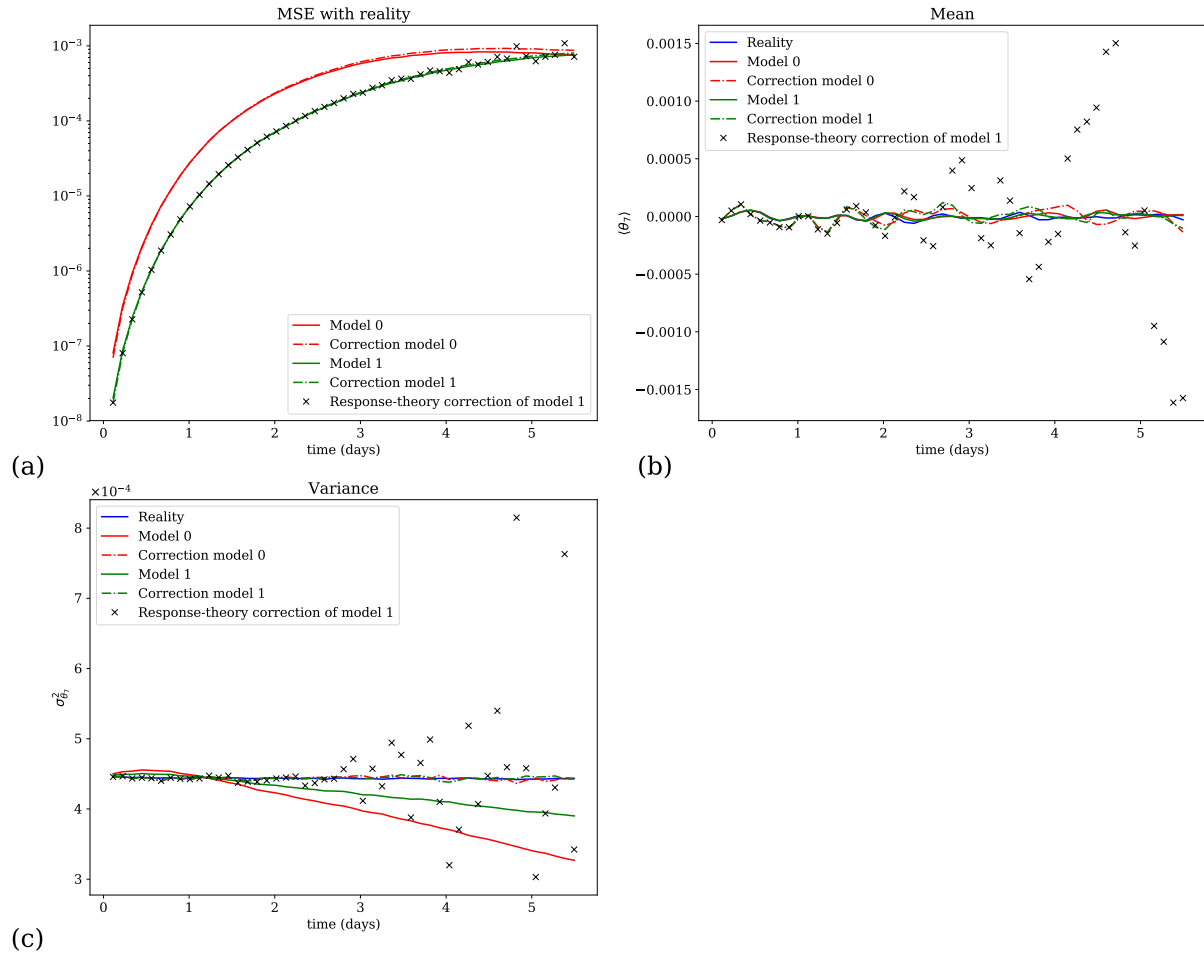 MSE with reality
10⁻³
10⁻⁴
10⁻⁵
10⁻⁶
10⁻⁷
10⁻⁸
Model 0
Correction model 0
Model 1
Correction model 1
Response-theory correction of model 1
0 1 2 3 4 5
time (days)
(a)
Mean
Reality
Model 0
Correction model 0
Model 1
Correction model 1
Response-theory correction of model 1
0.0015
0.0010
0.0005
0.0000
−0.0005
−0.0010
−0.0015
⟨θ₇⟩
0 1 2 3 4 5
time (days)
(b)
×10⁻⁴
Variance
Reality
Model 0
Correction model 0
Model 1
Correction model 1
Response-theory correction of model 1
8
7
6
5
4
3
σ²θ₇
0 1 2 3 4 5
time (days)
(c)